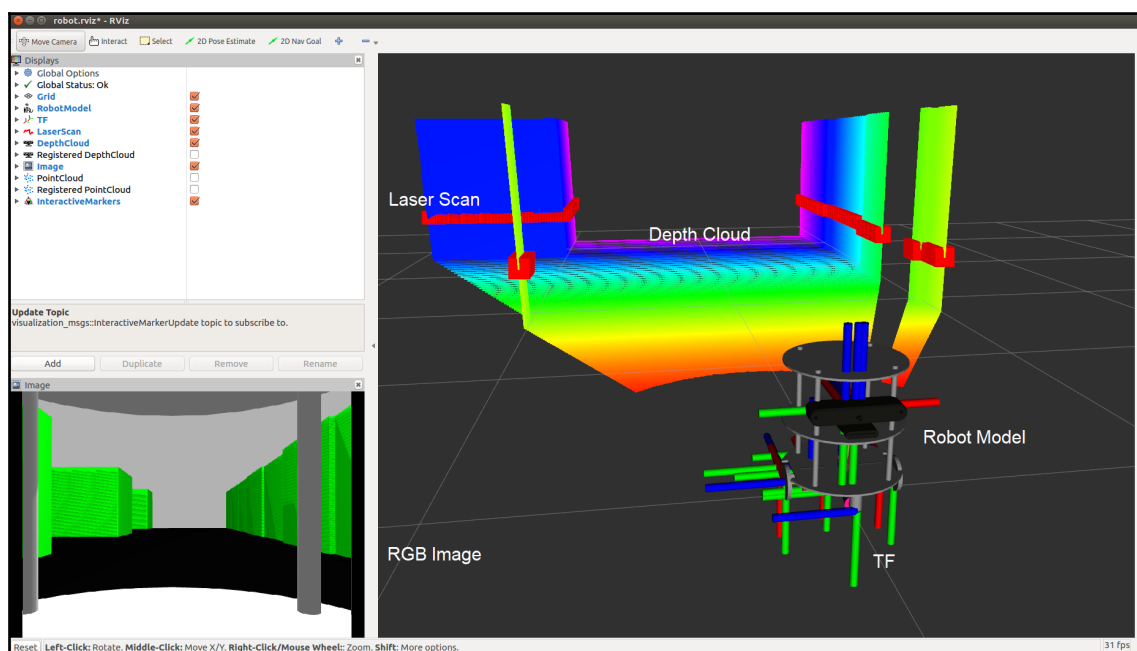 robot.rviz* - RViz
Move Camera Interact Select 2D Pose Estimate 2D Nav Goal
Displays
Global Options
Global Status: Ok
Grid
RobotModel
TF
LaserScan
DepthCloud
Registered DepthCloud
Image
PointCloud
Registered PointCloud
InteractiveMarkers
Update Topic
visualization_msgs::InteractiveMarkerUpdate topic to subscribe to.
Add Duplicate Remove Rename
Image
Laser Scan
Depth Cloud
Robot Model
RGB Image
TF
Reset Left-Click: Rotate. Middle-Click: Move X/Y. Right-Click/Mouse Wheel:: Zoom. Shift: More options.
31 fps